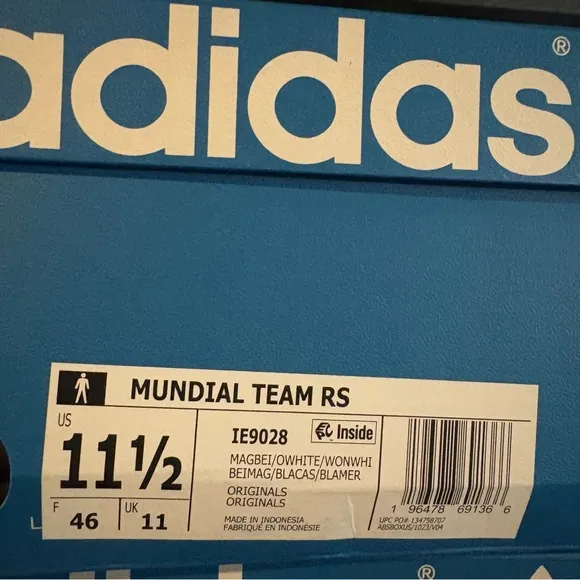 adidas®
MUNDIAL TEAM RS
US
11½
F
46
UK
11
IE9028
Inside
MAGBEI/OWHITE/WONWHI
BEIMAG/BLACAS/BLAMER
ORIGINALS
ORIGINALS
MADE IN INDONESIA
FABRIQUÉ EN INDONÉSIE
1 96478 69136 6
UPC PO# 134758707
ABSBOXUS/1023/V04